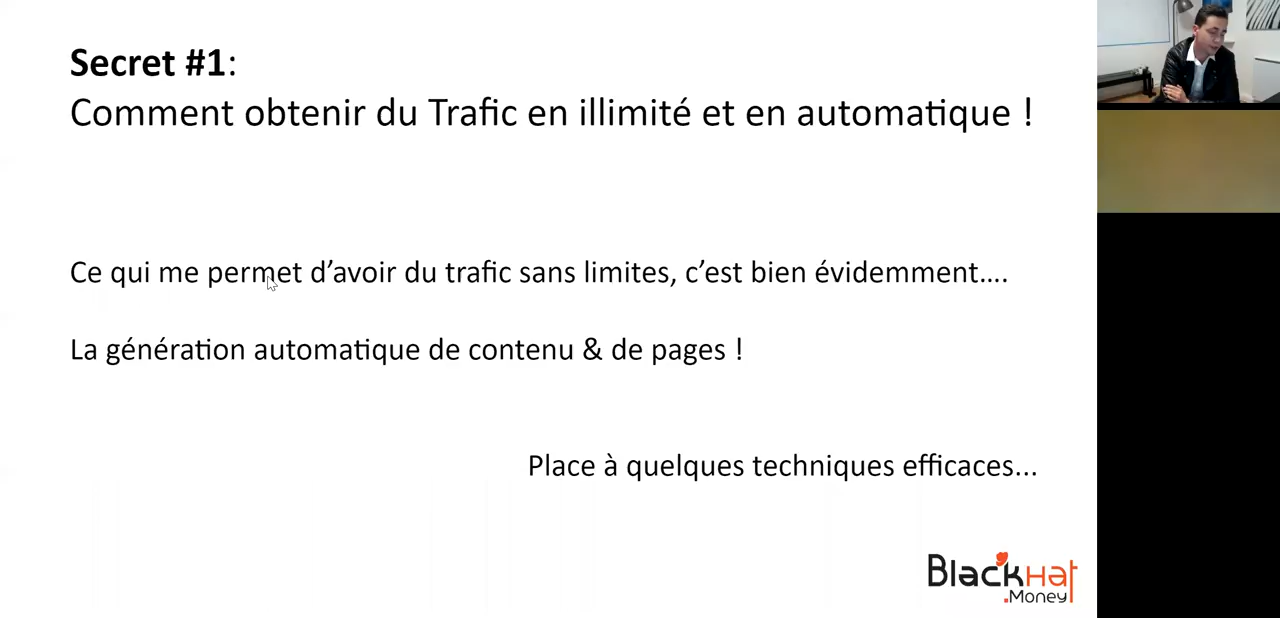 Secret #1:
Comment obtenir du Trafic en illimité et en automatique !
Ce qui me permet d’avoir du trafic sans limites, c’est bien évidemment….
La génération automatique de contenu & de pages !
Place à quelques techniques efficaces...
BlackHat
.Money